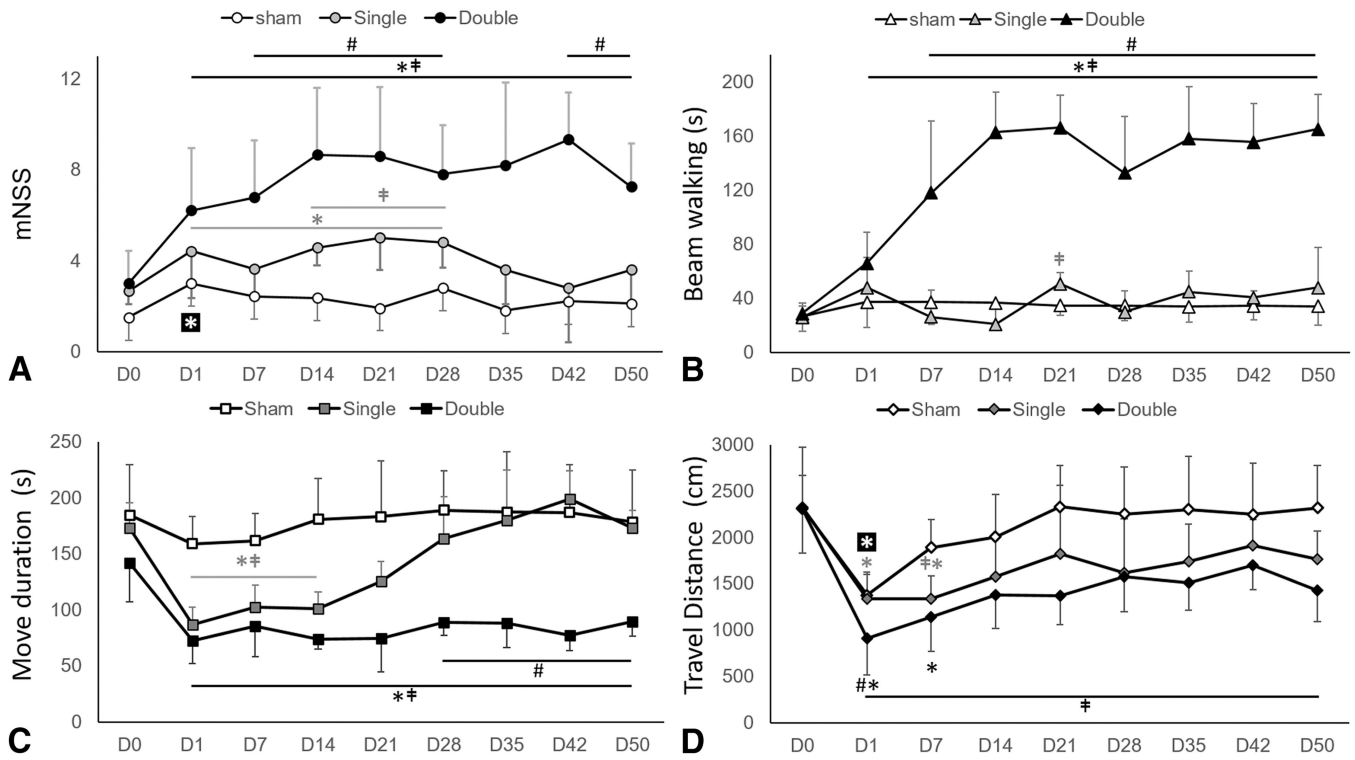 sham Single Double
#
#
*ǂ
mNSS
12
8
4
0
ǂ
*
*
D0 D1 D7 D14 D21 D28 D35 D42 D50
A
sham Single Double
#
*ǂ
Beam walking (s)
200
160
120
80
40
0
ǂ
D0 D1 D7 D14 D21 D28 D35 D42 D50
B
Sham Single Double
Move duration (s)
250
200
150
100
50
0
*ǂ
#
*ǂ
D0 D1 D7 D14 D21 D28 D35 D42 D50
C
Sham Single Double
Travel Distance (cm)
3000
2500
2000
1500
1000
500
0
*
*
ǂ*
#*
*
ǂ
D0 D1 D7 D14 D21 D28 D35 D42 D50
D